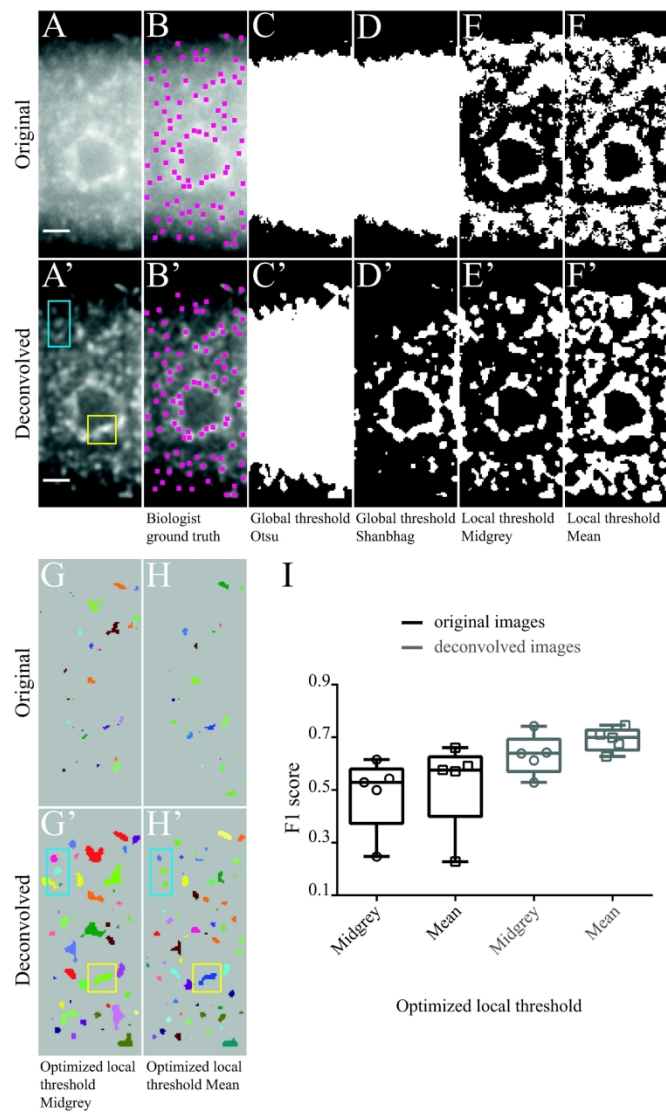 A B C D E F
Original
A' B' C' D' E' F'
Deconvolved
Biologist
ground truth
Global threshold
Otsu
Global threshold
Shanbhag
Local threshold
Midgrey
Local threshold
Mean
G H
Original
G' H'
Deconvolved
Optimized local
threshold
Midgrey
Optimized local
threshold Mean
I
original images
deconvolved images
F1 score
0.9
0.7
0.5
0.3
0.1
Midgrey
Mean
Midgrey
Mean
Optimized local threshold